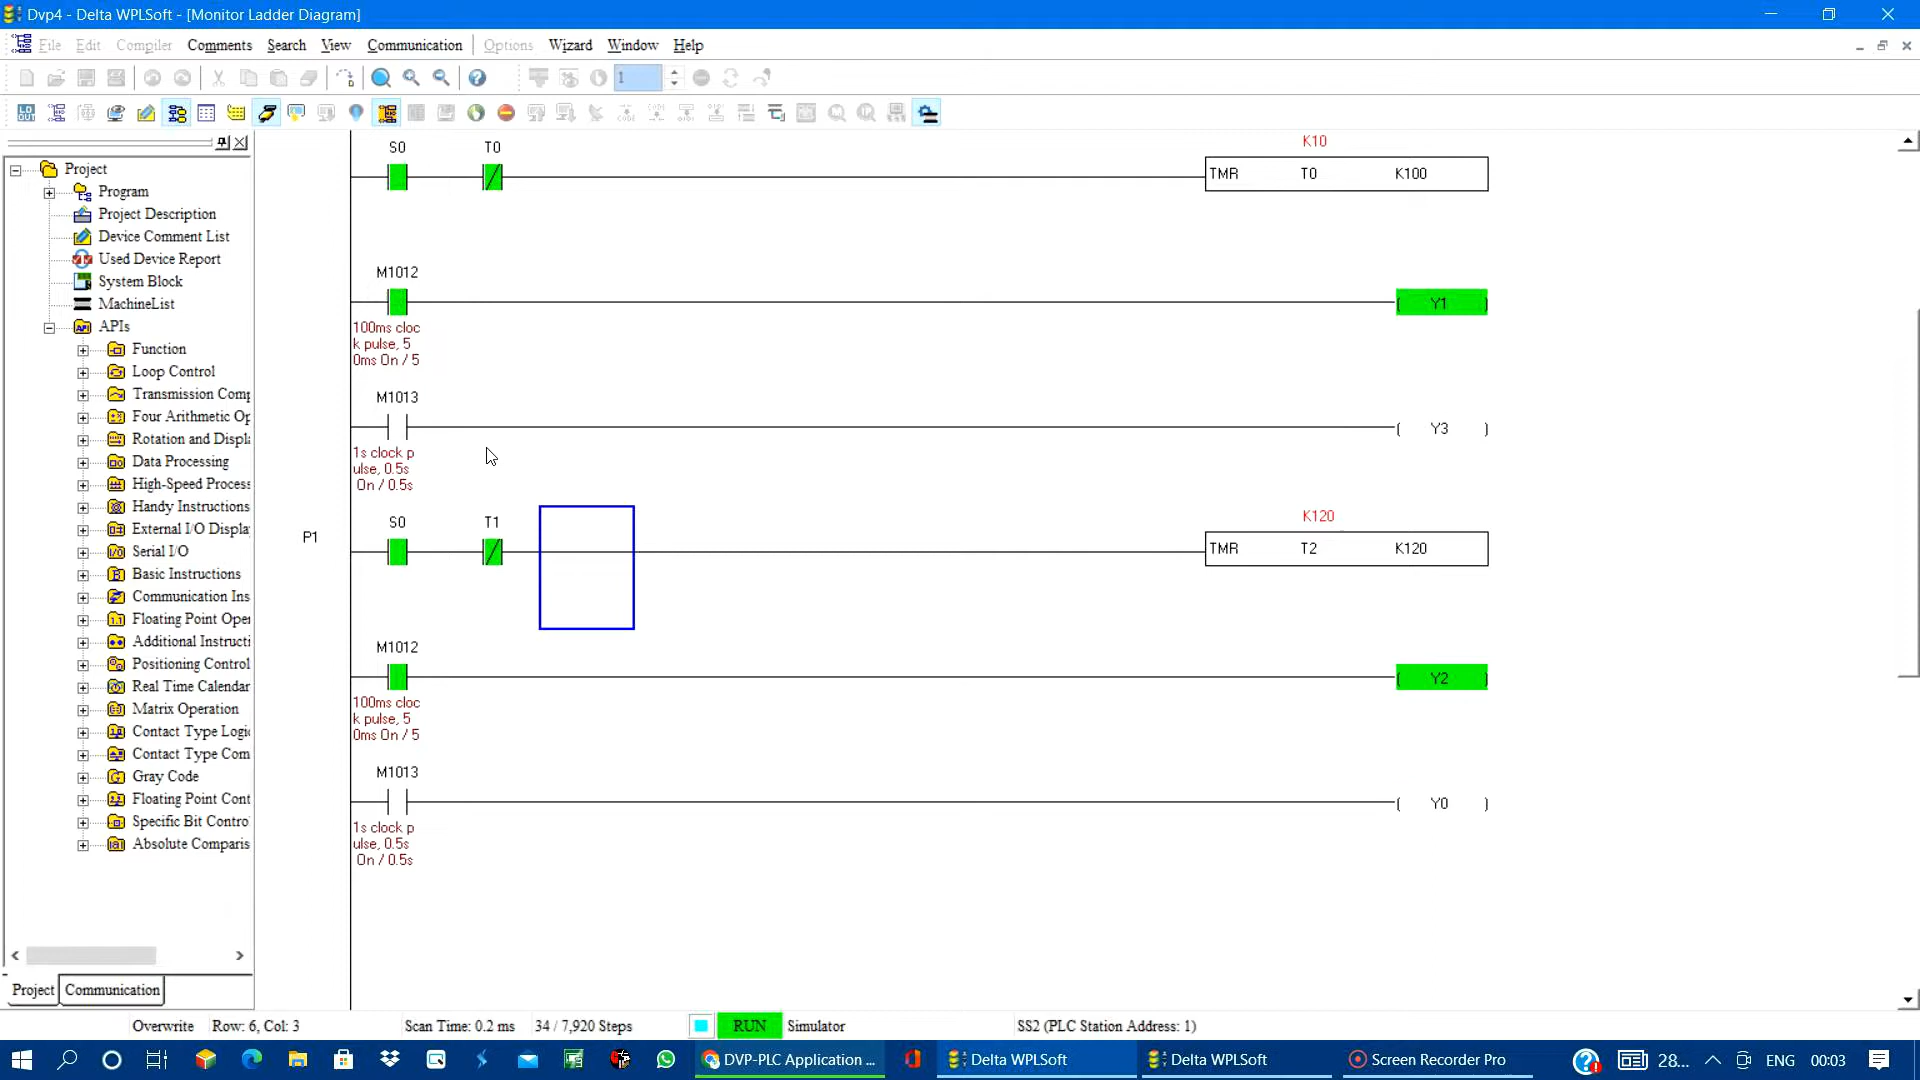 Dvp4 - Delta WPLSoft - [Monitor Ladder Diagram]
File Edit Compiler Comments Search View Communication Options Wizard Window Help
1
Project
Program
Project Description
Device Comment List
Used Device Report
System Block
MachineList
APIs
Function
Loop Control
Transmission Comp
Four Arithmetic Op
Rotation and Displa
Data Processing
High-Speed Process
Handy Instructions
External I/O Displa
Serial I/O
Basic Instructions
Communication Ins
Floating Point Oper
Additional Instructi
Positioning Control
Real Time Calendar
Matrix Operation
Contact Type Logic
Contact Type Com
Gray Code
Floating Point Cont
Specific Bit Contro
Absolute Comparis
Project Communication
S0 T0 K10
TMR T0 K100
M1012
Y1
100ms cloc
k pulse, 5
0ms On / 5
M1013
Y3
1s clock p
ulse, 0.5s
On / 0.5s
S0 T1 K120
P1
TMR T2 K120
M1012
Y2
100ms cloc
k pulse, 5
0ms On / 5
M1013
Y0
1s clock p
ulse, 0.5s
On / 0.5s
Overwrite Row: 6, Col: 3 Scan Time: 0.2 ms 34 / 7,920 Steps RUN Simulator SS2 (PLC Station Address: 1)
DVP-PLC Application ... Delta WPLSoft Delta WPLSoft Screen Recorder Pro 28... ENG 00:03